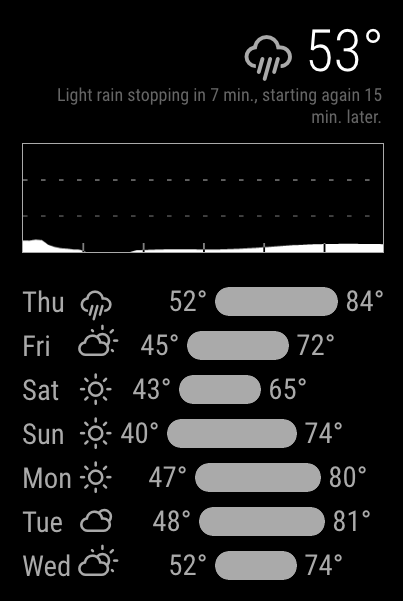 53°
Light rain stopping in 7 min., starting again 15
min. later.
Thu 52° 84°
Fri 45° 72°
Sat 43° 65°
Sun 40° 74°
Mon 47° 80°
Tue 48° 81°
Wed 52° 74°